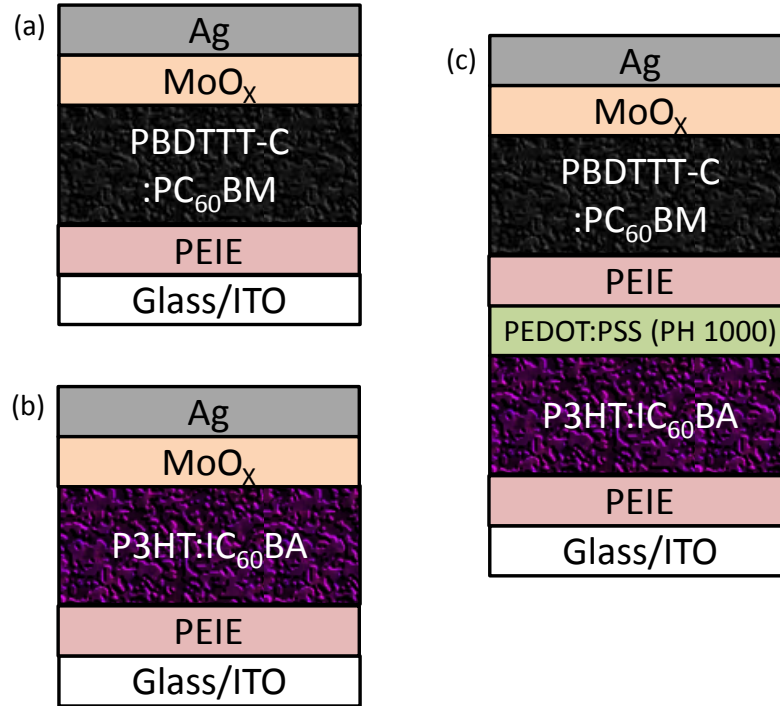 (a)
Ag
MoOₓ
PBDTTT-C
:PC₆₀BM
PEIE
Glass/ITO
(b)
Ag
MoOₓ
P3HT:IC₆₀BA
PEIE
Glass/ITO
(c)
Ag
MoOₓ
PBDTTT-C
:PC₆₀BM
PEIE
PEDOT:PSS (PH 1000)
P3HT:IC₆₀BA
PEIE
Glass/ITO